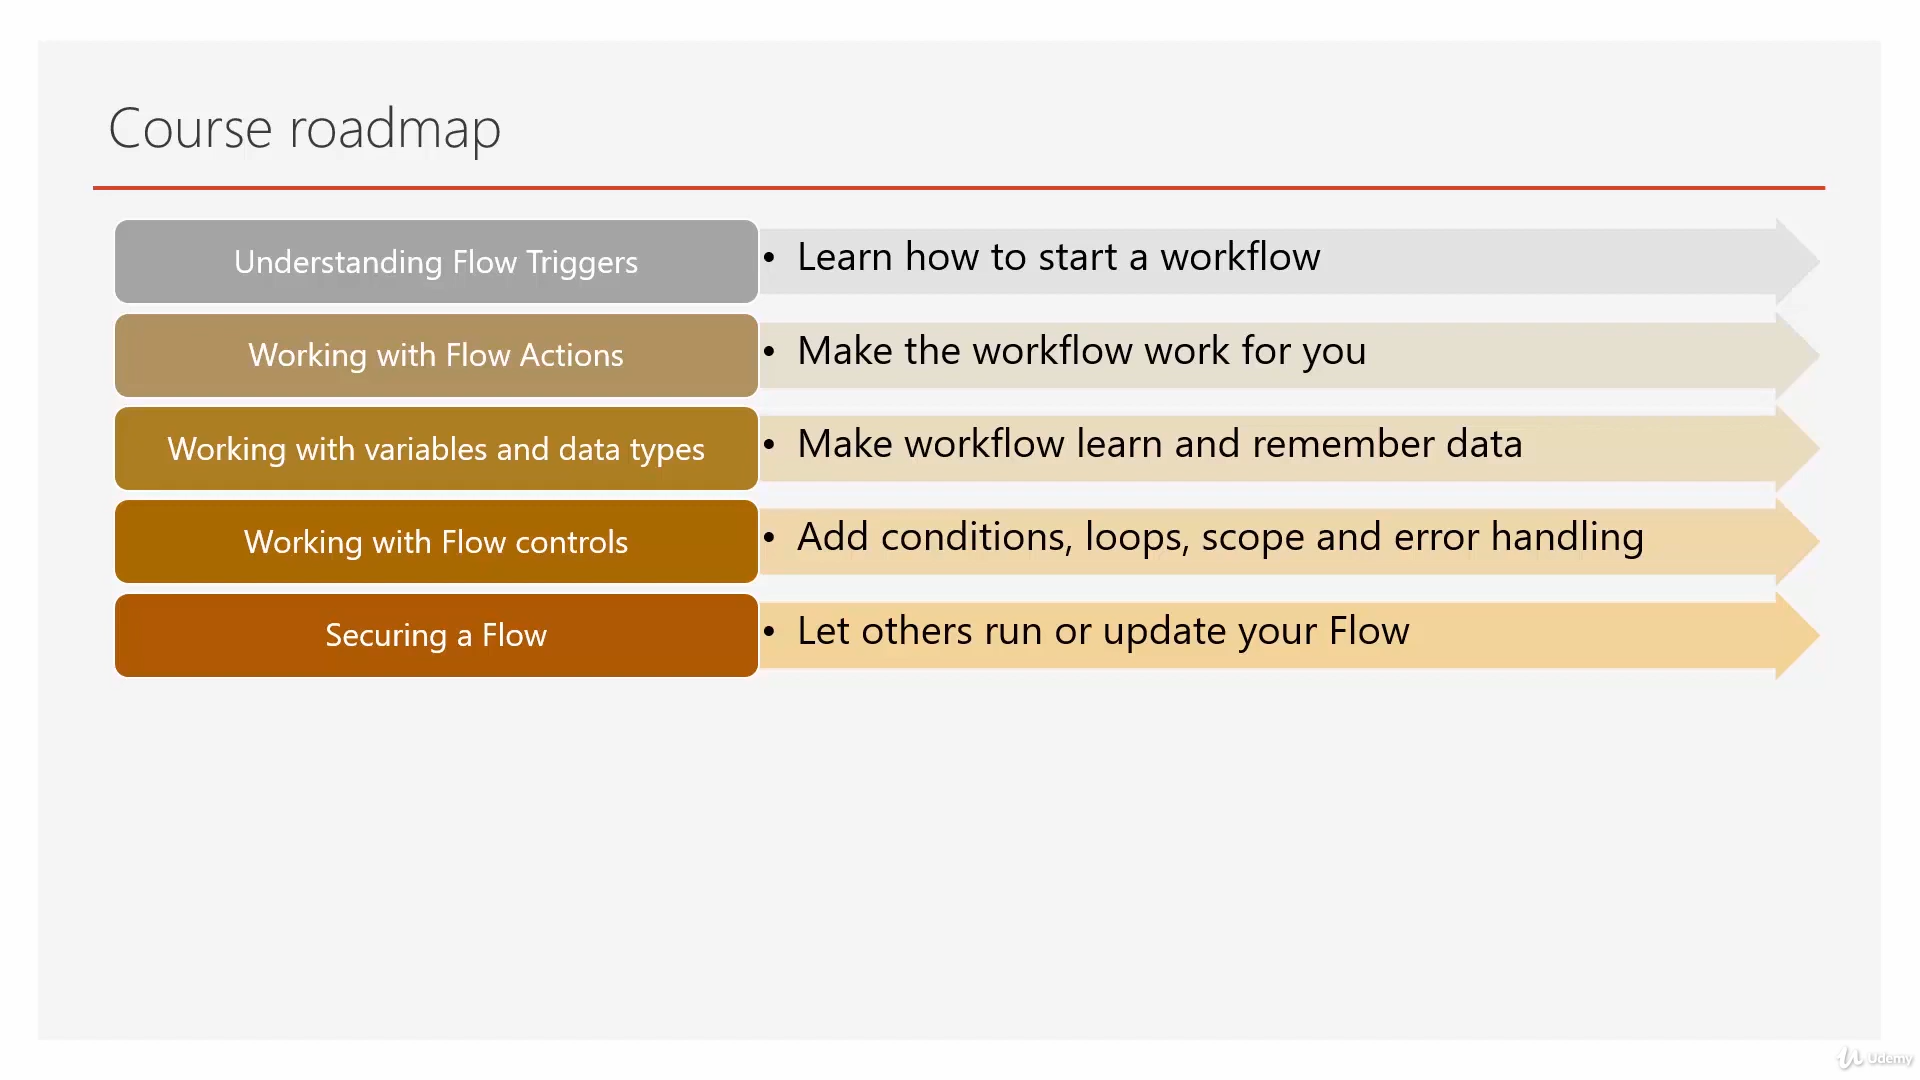 Course roadmap
Understanding Flow Triggers
• Learn how to start a workflow
Working with Flow Actions
• Make the workflow work for you
Working with variables and data types
• Make workflow learn and remember data
Working with Flow controls
• Add conditions, loops, scope and error handling
Securing a Flow
• Let others run or update your Flow
Udemy